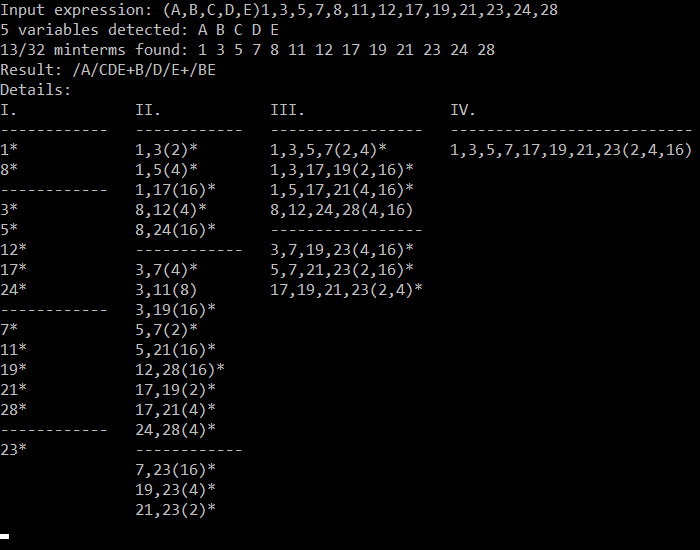 Input expression: (A,B,C,D,E)1,3,5,7,8,11,12,17,19,21,23,24,28
5 variables detected: A B C D E
13/32 minterms found: 1 3 5 7 8 11 12 17 19 21 23 24 28
Result: /A/CDE+B/D/E+/BE
Details:
I.             II.            III.                IV.
------------   ------------   -----------------   ---------------------------
1*             1,3(2)*        1,3,5,7(2,4)*       1,3,5,7,17,19,21,23(2,4,16)
8*             1,5(4)*        1,3,17,19(2,16)*
------------   1,17(16)*      1,5,17,21(4,16)*
3*             8,12(4)*       8,12,24,28(4,16)
5*             8,24(16)*      -----------------
12*            ------------   3,7,19,23(4,16)*
17*            3,7(4)*        5,7,21,23(2,16)*
24*            3,11(8)        17,19,21,23(2,4)*
------------   3,19(16)*
7*             5,7(2)*
11*            5,21(16)*
19*            12,28(16)*
21*            17,19(2)*
28*            17,21(4)*
------------   24,28(4)*
23*            ------------
               7,23(16)*
               19,23(4)*
               21,23(2)*